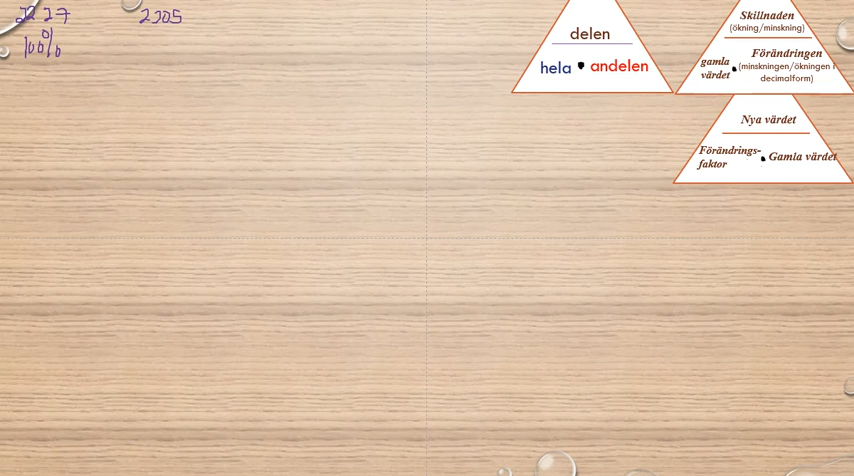 2227 2205
100%
delen
hela • andelen
Skillnaden
(ökning/minskning)
Förändringen
gamla värdet • (minskningen/ökningen i decimalform)
Nya värdet
Förändrings-
faktor • Gamla värdet